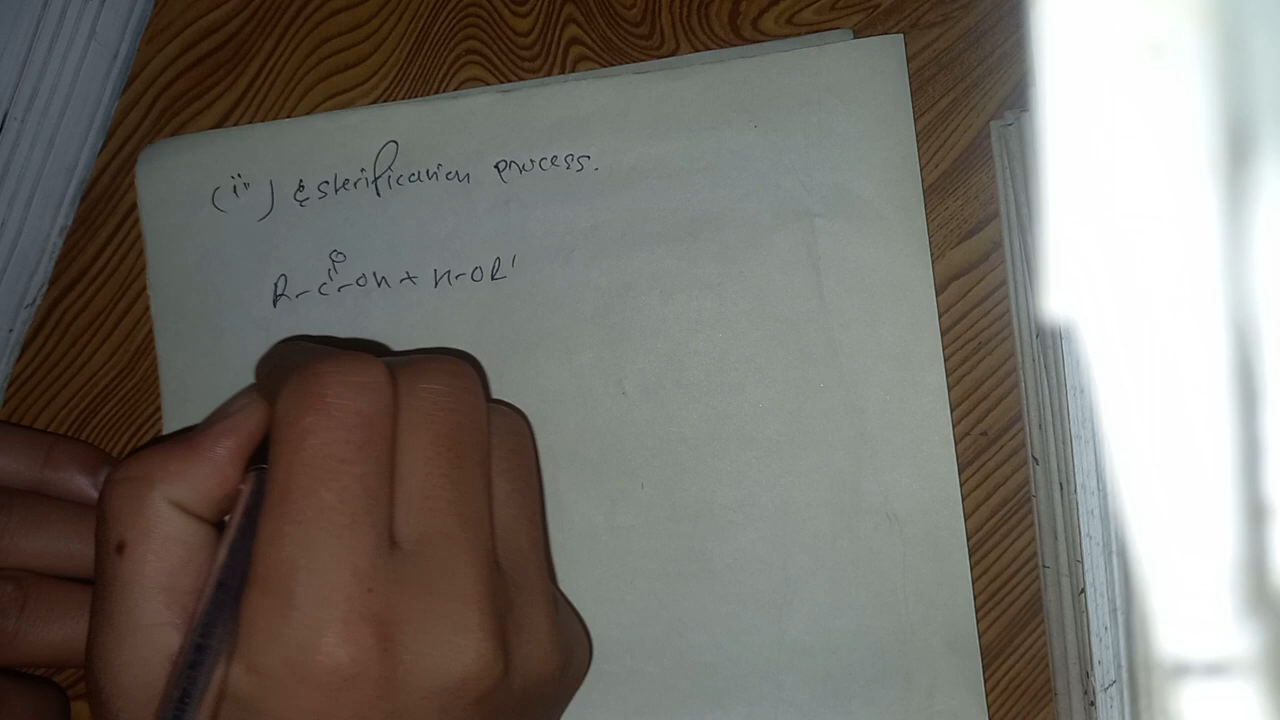 (ii) Esterification process.
O
R-C-OH + H-OR'